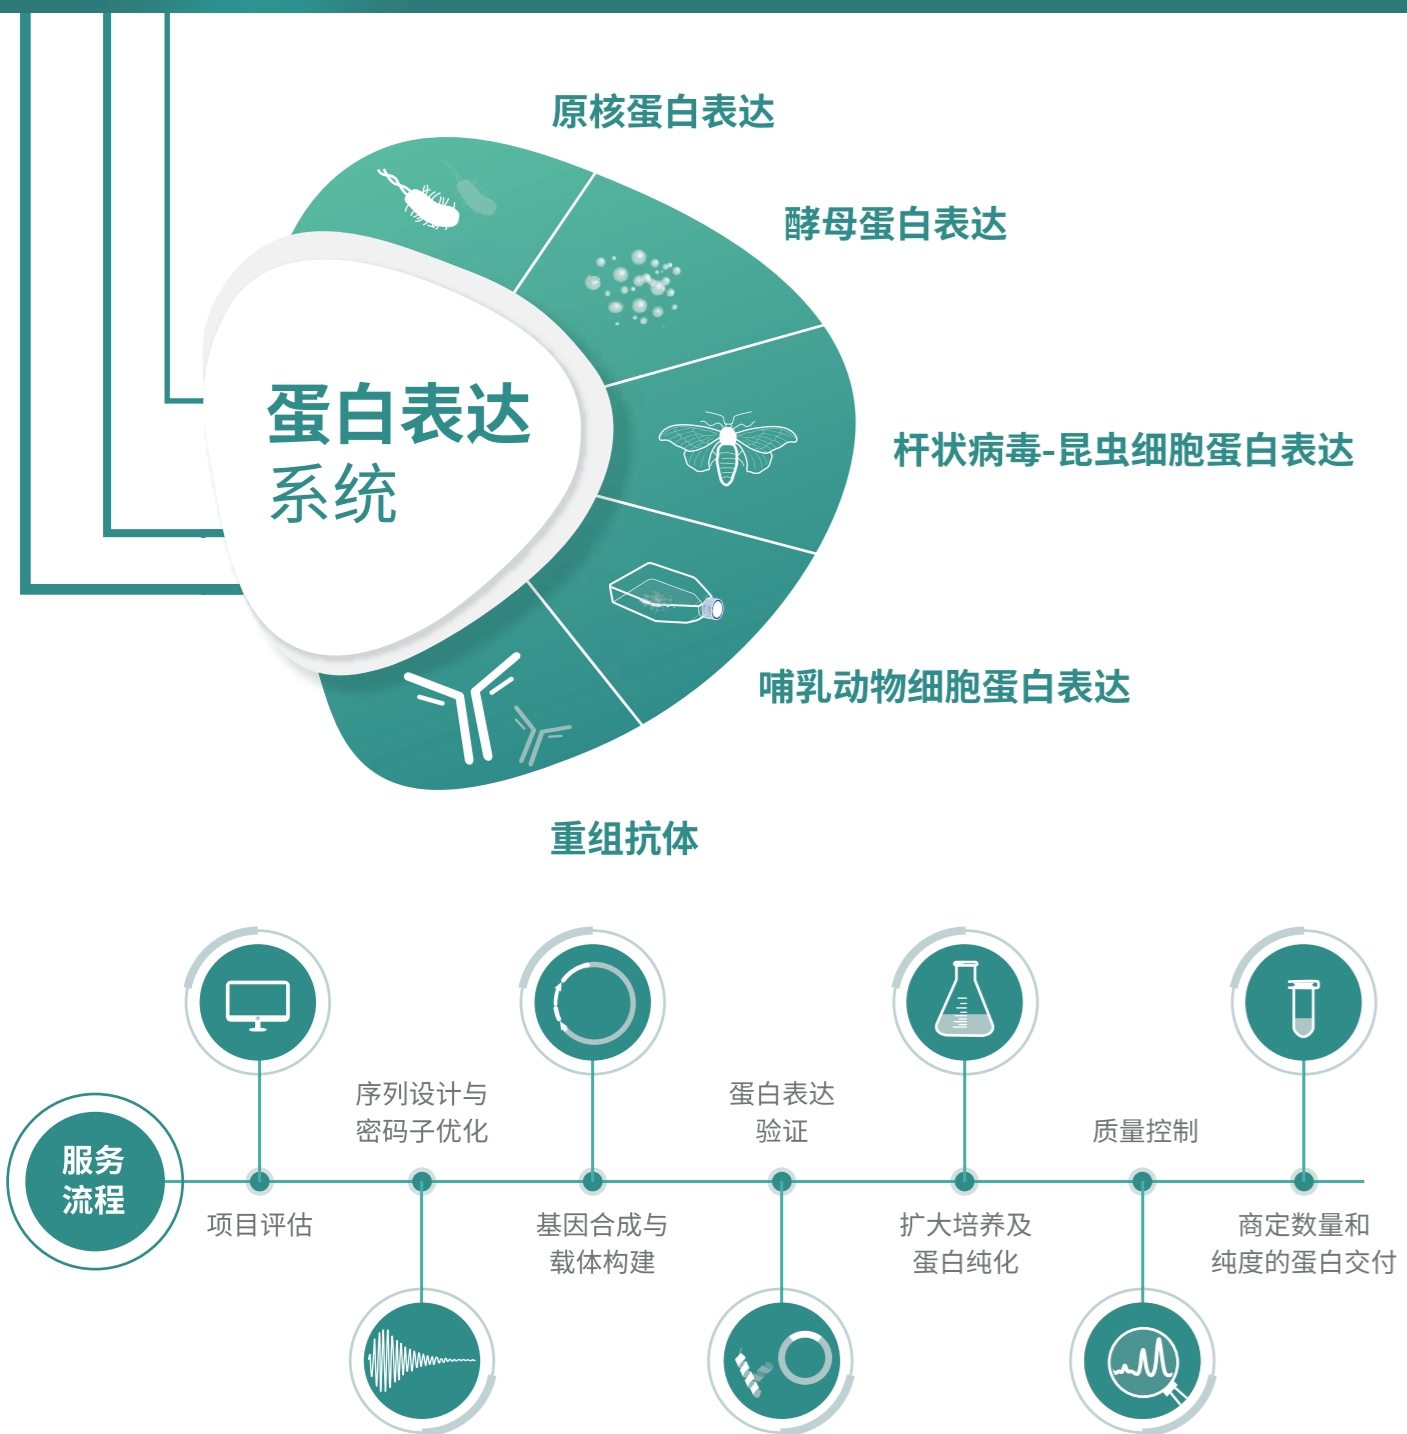 原核蛋白表达
酵母蛋白表达
蛋白表达
系统
杆状病毒-昆虫细胞蛋白表达
哺乳动物细胞蛋白表达
重组抗体
服务
流程
项目评估
序列设计与
密码子优化
基因合成与
载体构建
蛋白表达
验证
扩大培养及
蛋白纯化
质量控制
商定数量和
纯度的蛋白交付